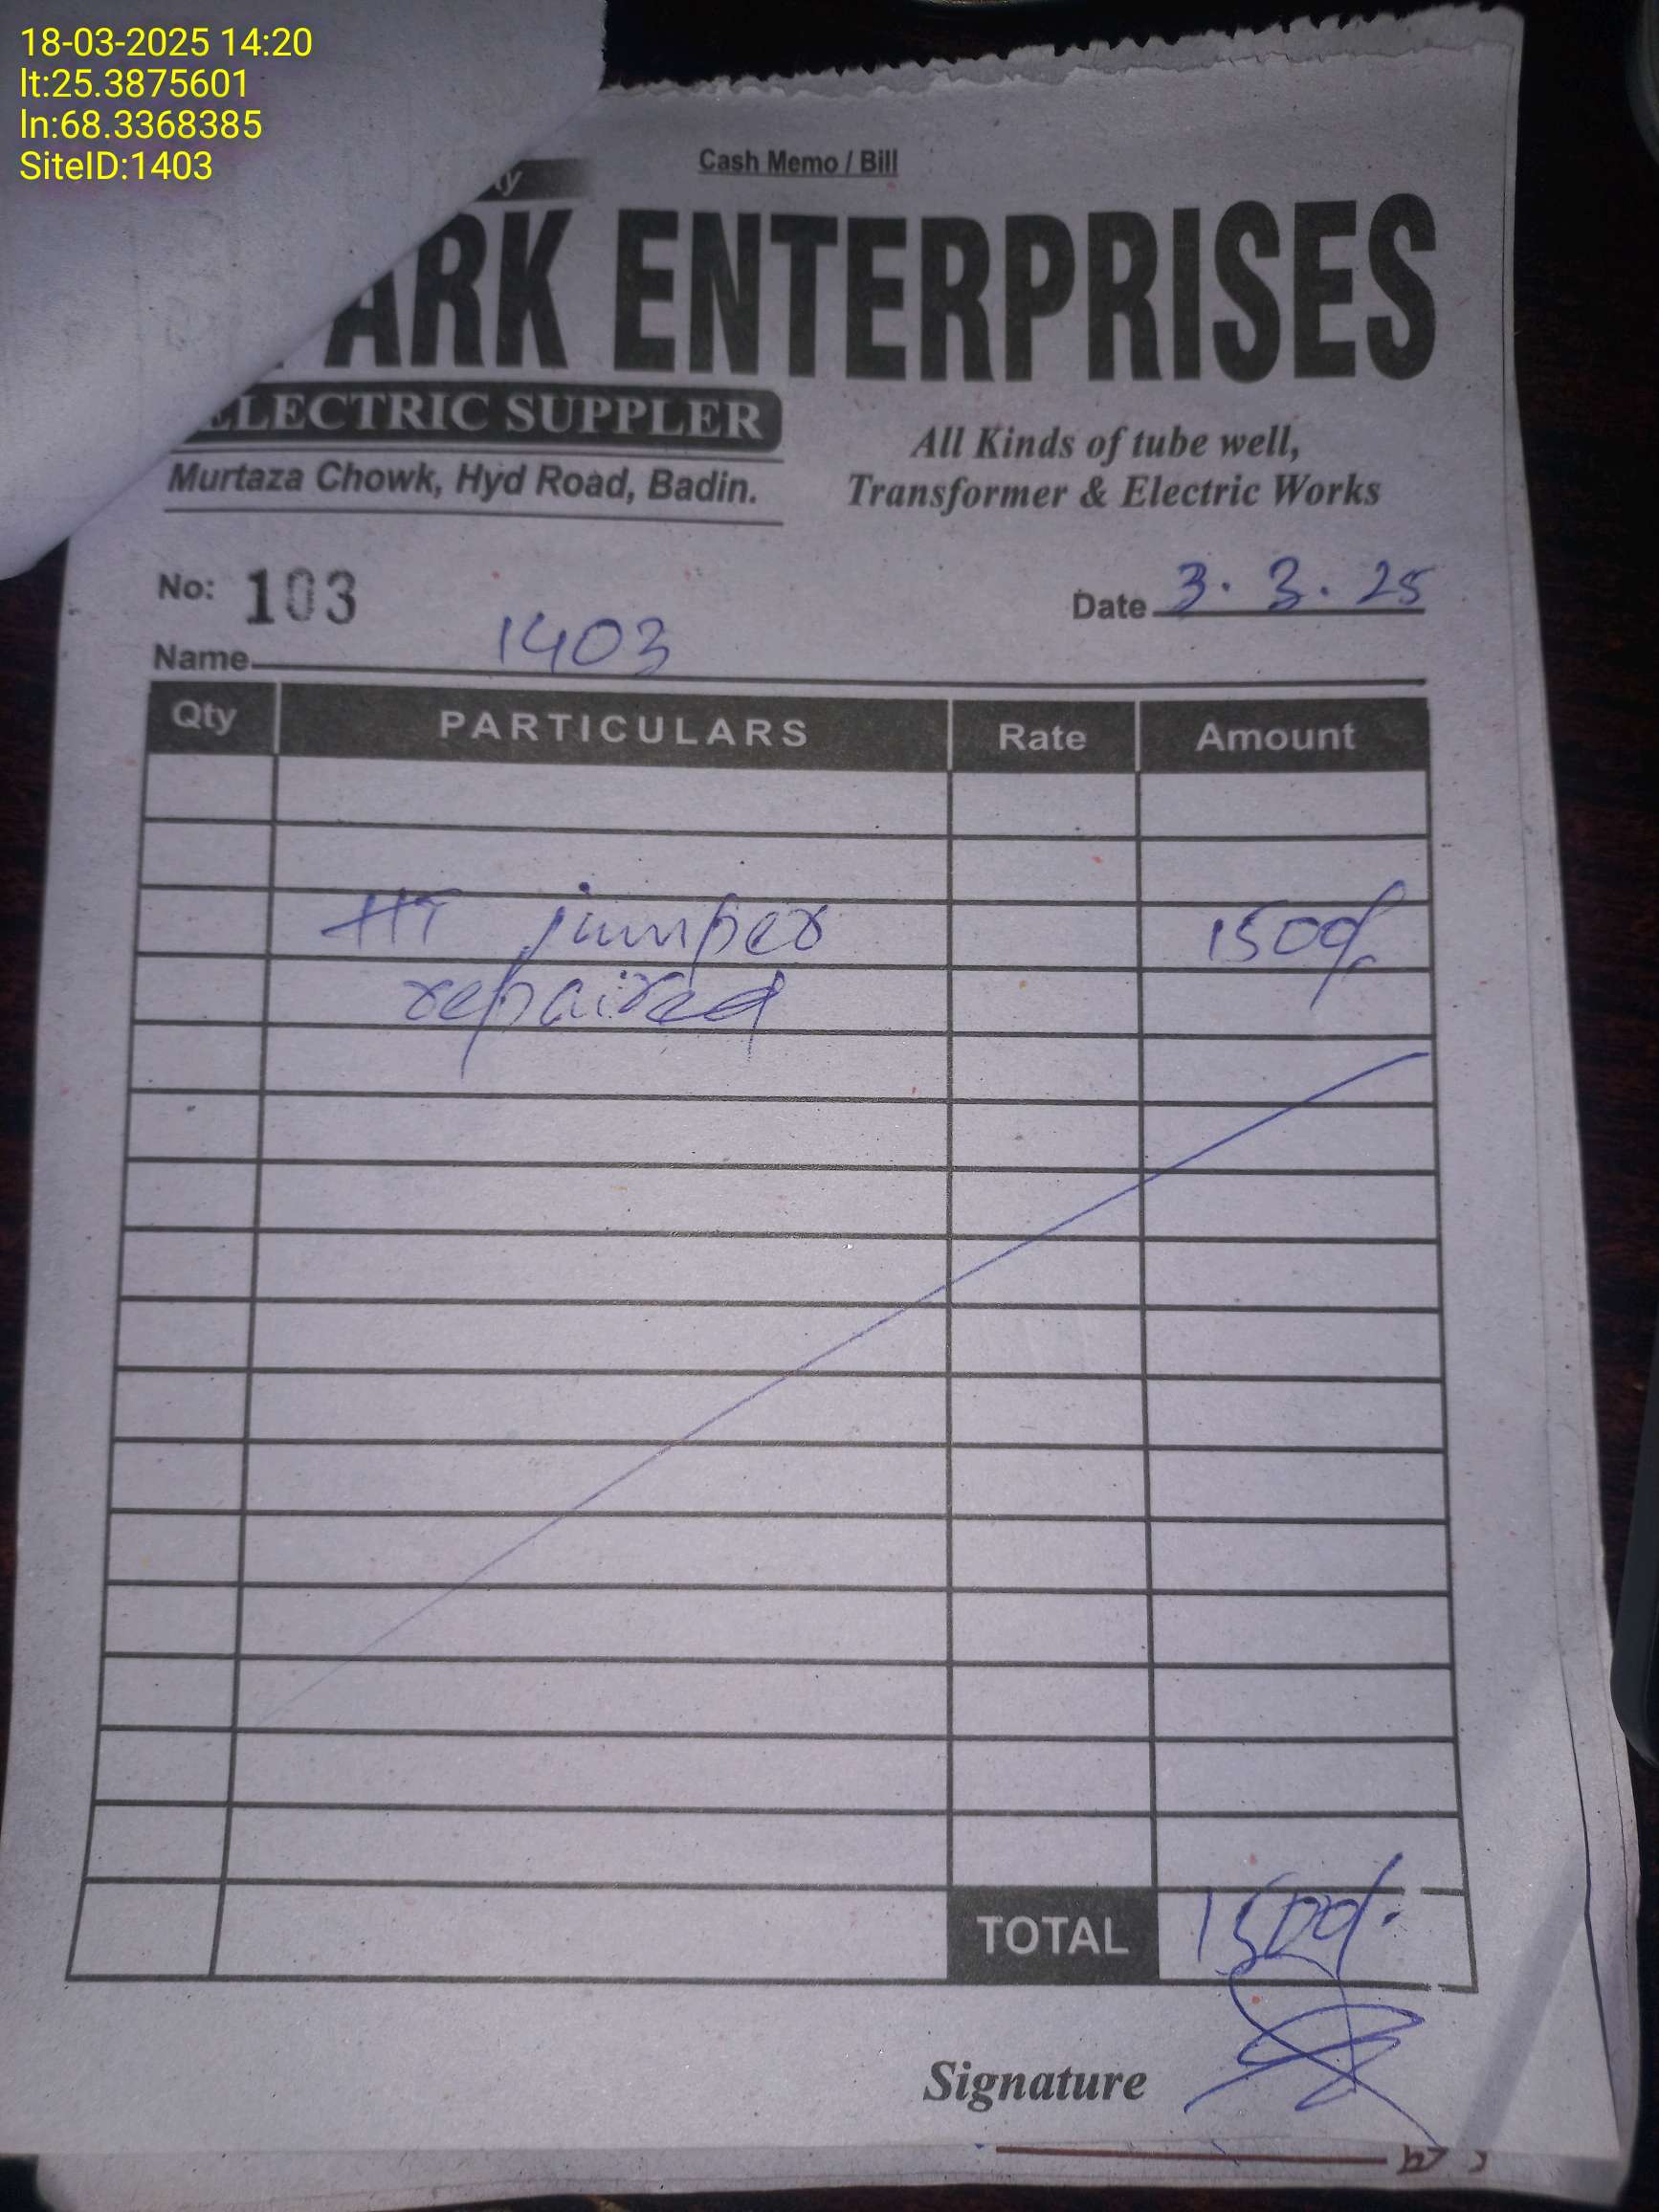 18-03-2025 14:20
lt:25.3875601
ln:68.3368385
SiteID:1403
Cash Memo / Bill
ARK ENTERPRISES
ELECTRIC SUPPLER
Murtaza Chowk, Hyd Road, Badin.
All Kinds of tube well,
Transformer & Electric Works
No: 103
Date 3.3.25
Name 1403
Qty PARTICULARS Rate Amount
HT jumper 1500/-
repaired
TOTAL 1500/-
Signature